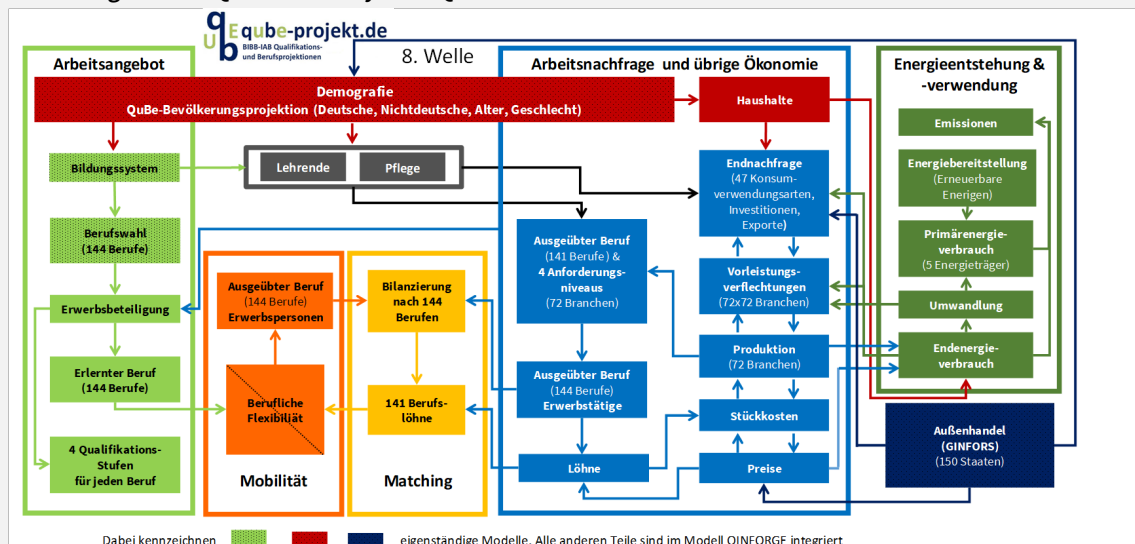 qube-projekt.de
BIBB-IAB Qualifikations-
und Berufsprojektionen
8. Welle
Arbeitsangebot
Arbeitsnachfrage und übrige Ökonomie
Energieentstehung &
-verwendung
Demografie
QuBe-Bevölkerungsprojektion (Deutsche, Nichtdeutsche, Alter, Geschlecht)
Haushalte
Emissionen
Bildungssystem
Lehrende
Pflege
Endnachfrage
(47 Konsum-
verwendungsarten,
Investitionen,
Exporte)
Energiebereitstellung
(Erneuerbare
Enerigen)
Berufswahl
(144 Berufe)
Ausgeübter Beruf
(141 Berufe) &
4 Anforderungs-
niveaus
(72 Branchen)
Primärenergie-
verbrauch
(5 Energieträger)
Ausgeübter Beruf
(144 Berufe)
Erwerbspersonen
Bilanzierung
nach 144
Berufen
Vorleistungs-
verflechtungen
(72x72 Branchen)
Erwerbsbeteiligung
Umwandlung
Produktion
(72 Branchen)
Endenergie-
verbrauch
Erlernter Beruf
(144 Berufe)
Berufliche
Flexibiliät
141 Berufs-
löhne
Ausgeübter Beruf
(144 Berufe)
Erwerbstätige
Stückkosten
Außenhandel
(GINFORS)
(150 Staaten)
4 Qualifikations-
Stufen
für jeden Beruf
Mobilität
Matching
Löhne
Preise
Dabei kennzeichnen
eigenständige Modelle. Alle anderen Teile sind im Modell QINFORGE integriert